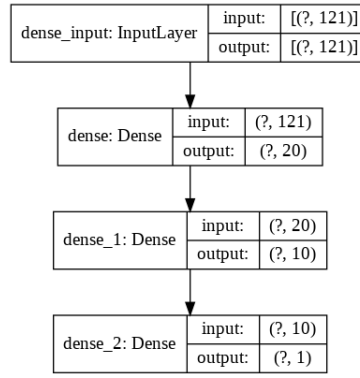 dense_input: InputLayer
input: [(?, 121)]
output: [(?, 121)]
dense: Dense
input: (?, 121)
output: (?, 20)
dense_1: Dense
input: (?, 20)
output: (?, 10)
dense_2: Dense
input: (?, 10)
output: (?, 1)